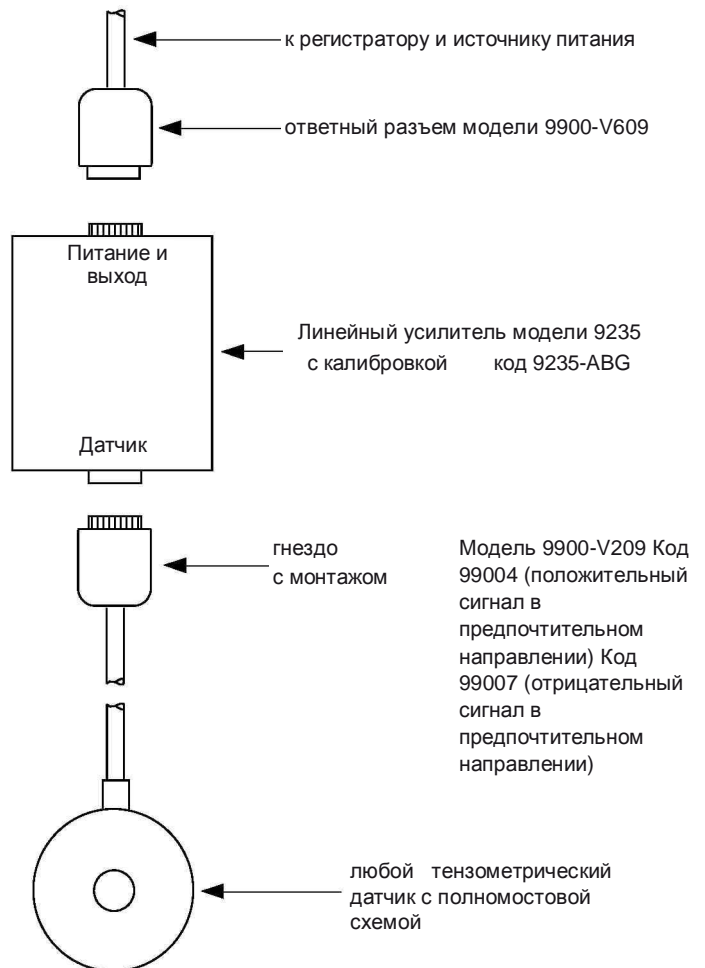 к регистратору и источнику питания
ответный разъем модели 9900-V609
Питание и
выход
Линейный усилитель модели 9235
с калибровкой код 9235-ABG
Датчик
гнездо
с монтажом
Модель 9900-V209 Код
99004 (положительный
сигнал в
предпочтительном
направлении) Код
99007 (отрицательный
сигнал в
предпочтительном
направлении)
любой тензометрический
датчик с полномостовой
схемой